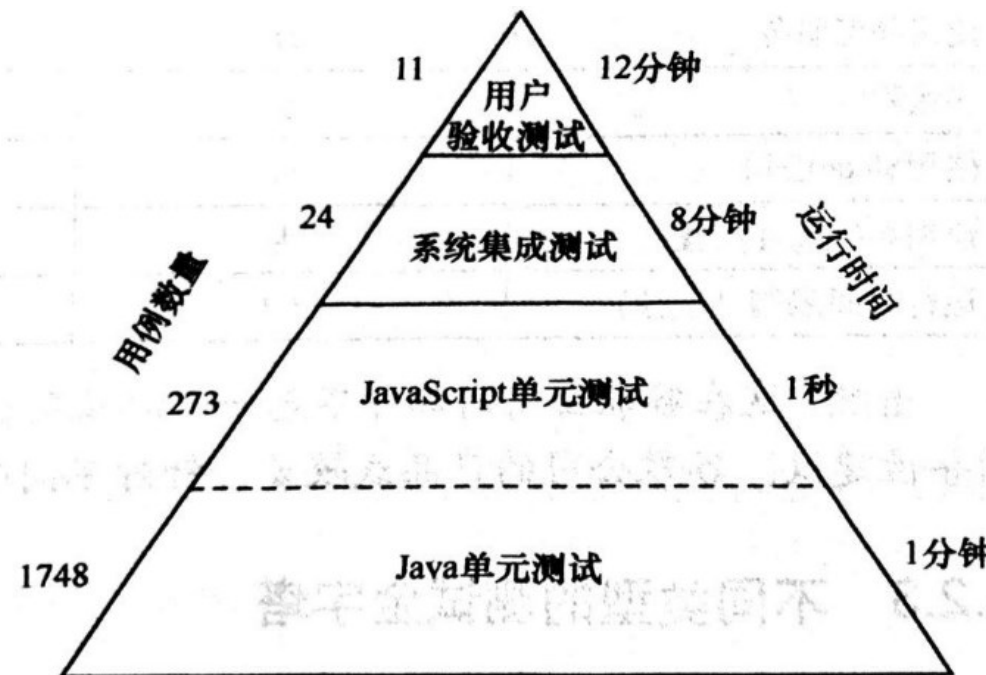 11
12分钟
用户
验收测试
24
8分钟
系统集成测试
运行时间
用例数量
273
JavaScript单元测试
1秒
1748
Java单元测试
1分钟